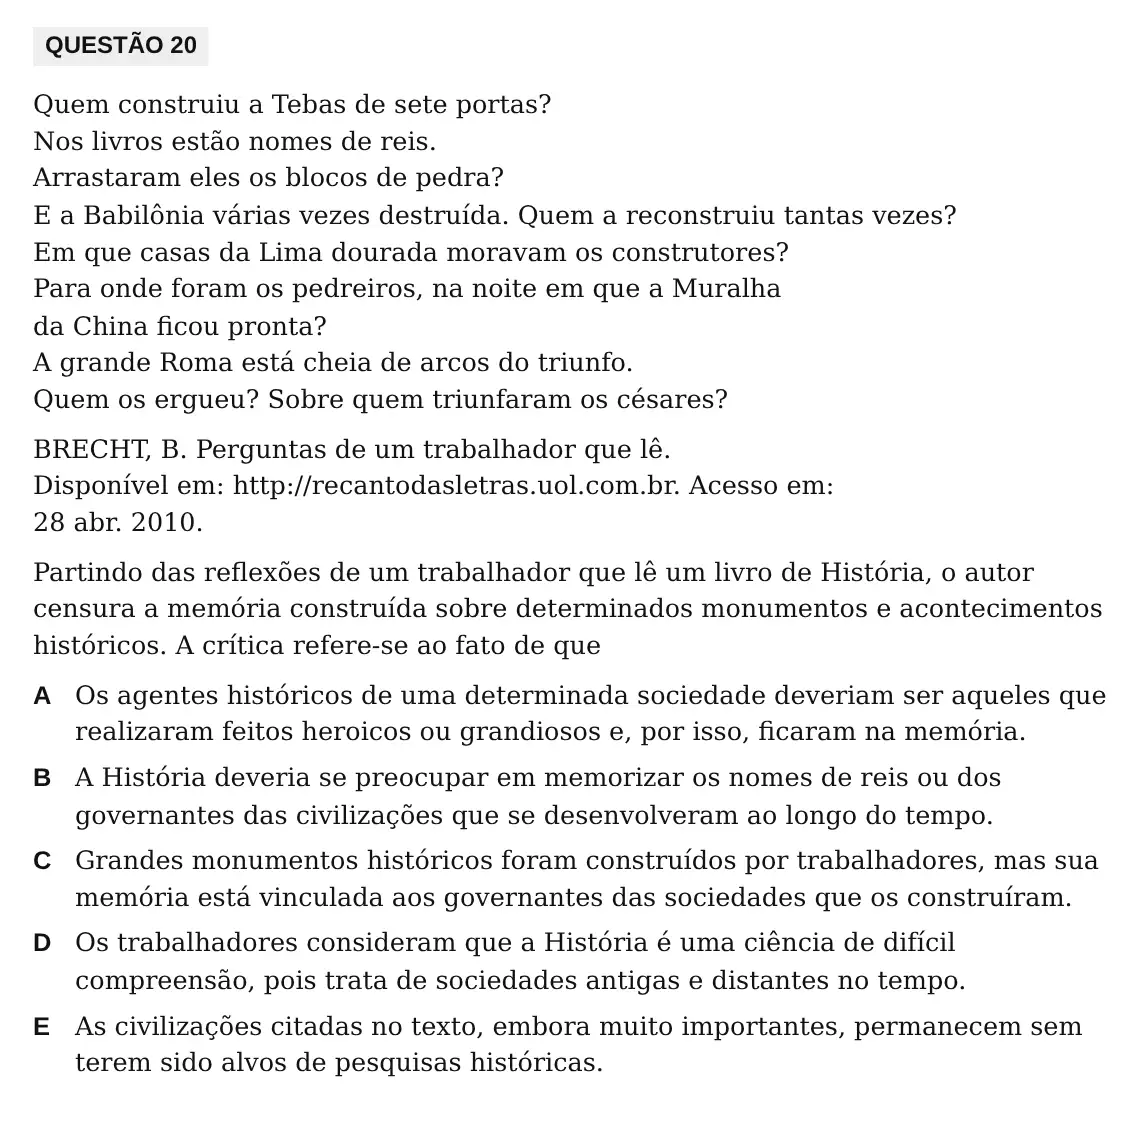 QUESTÃO 20
Quem construiu a Tebas de sete portas?
Nos livros estão nomes de reis.
Arrastaram eles os blocos de pedra?
E a Babilônia várias vezes destruída. Quem a reconstruiu tantas vezes?
Em que casas da Lima dourada moravam os construtores?
Para onde foram os pedreiros, na noite em que a Muralha
da China ficou pronta?
A grande Roma está cheia de arcos do triunfo.
Quem os ergueu? Sobre quem triunfaram os césares?
BRECHT, B. Perguntas de um trabalhador que lê.
Disponível em: http://recantodasletras.uol.com.br. Acesso em:
28 abr. 2010.
Partindo das reflexões de um trabalhador que lê um livro de História, o autor
censura a memória construída sobre determinados monumentos e acontecimentos
históricos. A crítica refere-se ao fato de que
A Os agentes históricos de uma determinada sociedade deveriam ser aqueles que
realizaram feitos heroicos ou grandiosos e, por isso, ficaram na memória.
B A História deveria se preocupar em memorizar os nomes de reis ou dos
governantes das civilizações que se desenvolveram ao longo do tempo.
C Grandes monumentos históricos foram construídos por trabalhadores, mas sua
memória está vinculada aos governantes das sociedades que os construíram.
D Os trabalhadores consideram que a História é uma ciência de difícil
compreensão, pois trata de sociedades antigas e distantes no tempo.
E As civilizações citadas no texto, embora muito importantes, permanecem sem
terem sido alvos de pesquisas históricas.